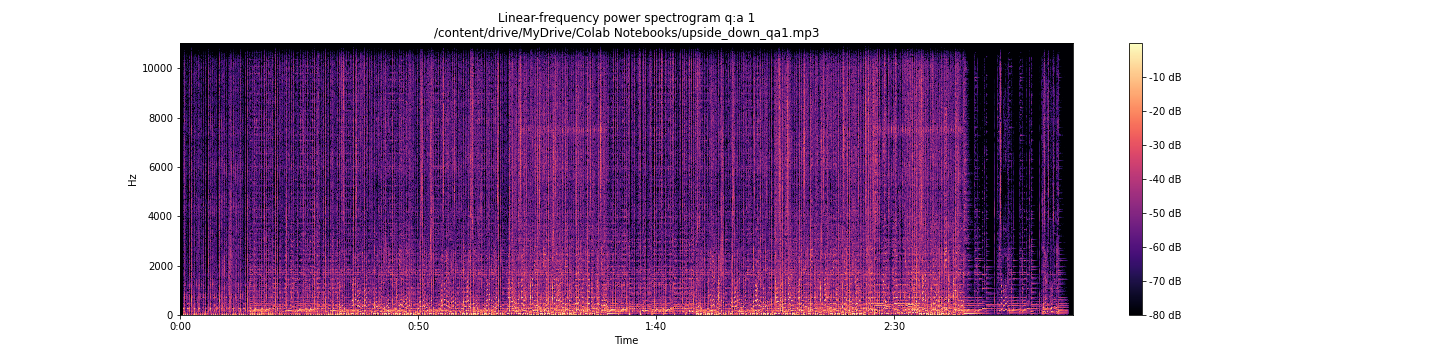 Linear-frequency power spectrogram q:a 1
/content/drive/MyDrive/Colab Notebooks/upside_down_qa1.mp3
Hz
10000
8000
6000
4000
2000
0
0:00
0:50
1:40
2:30
Time
-10 dB
-20 dB
-30 dB
-40 dB
-50 dB
-60 dB
-70 dB
-80 dB